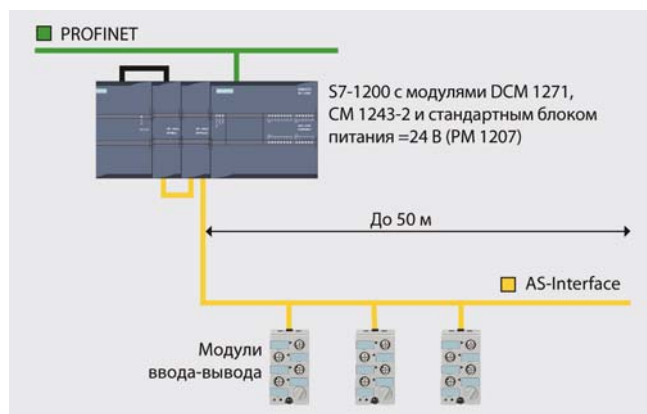 PROFINET
S7-1200 с модулями DCM 1271,
CM 1243-2 и стандартным блоком
питания =24 В (PM 1207)
До 50 м
AS-Interface
Модули
ввода-вывода